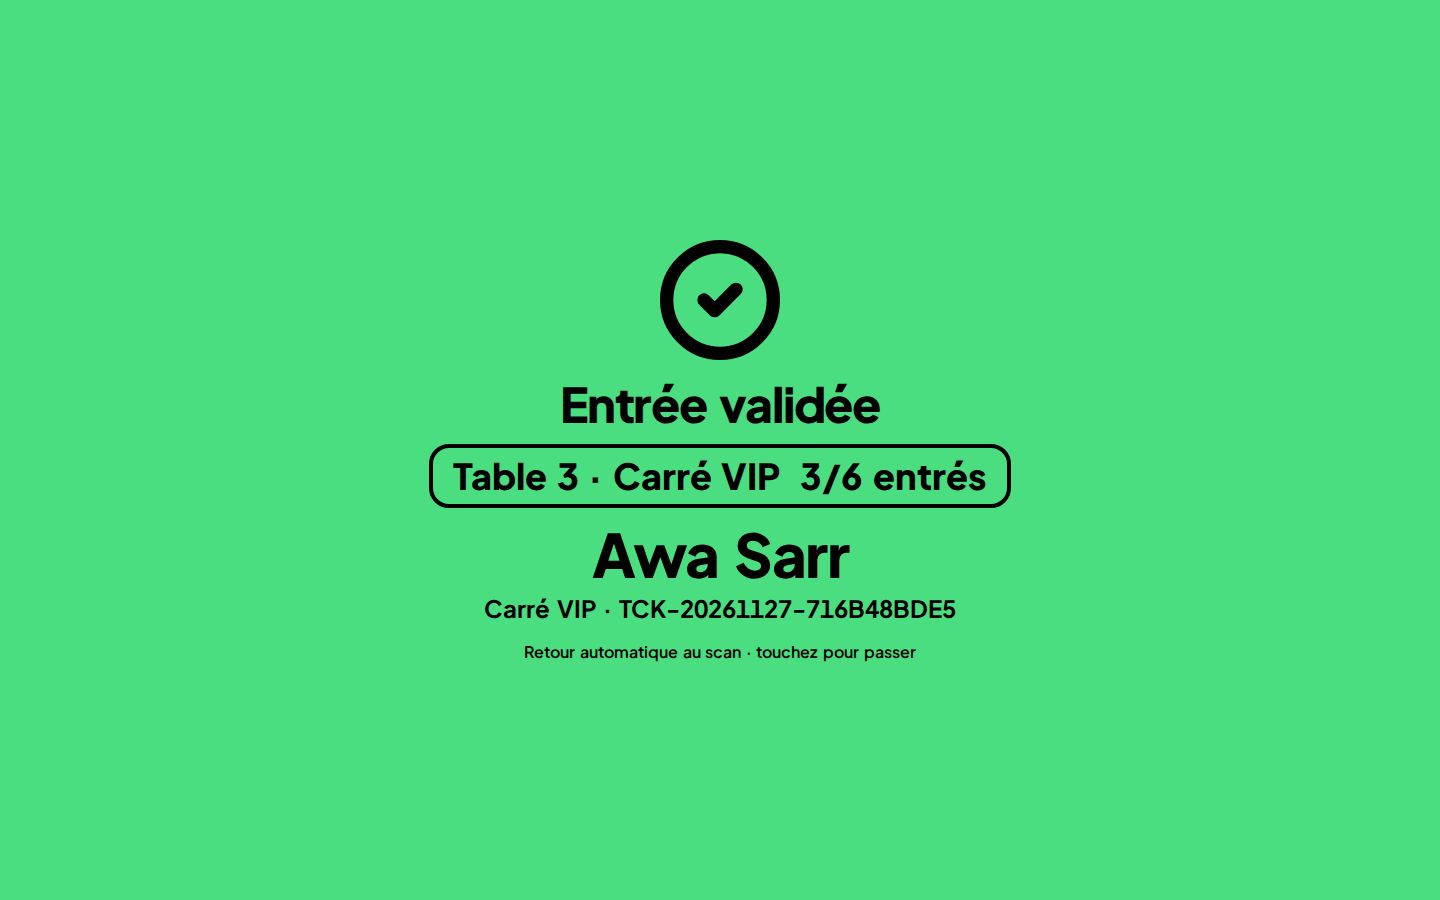 Entrée validée
Table 3 · Carré VIP 3/6 entrés
Awa Sarr
Carré VIP · TCK-20261127-716B48BDE5
Retour automatique au scan · touchez pour passer